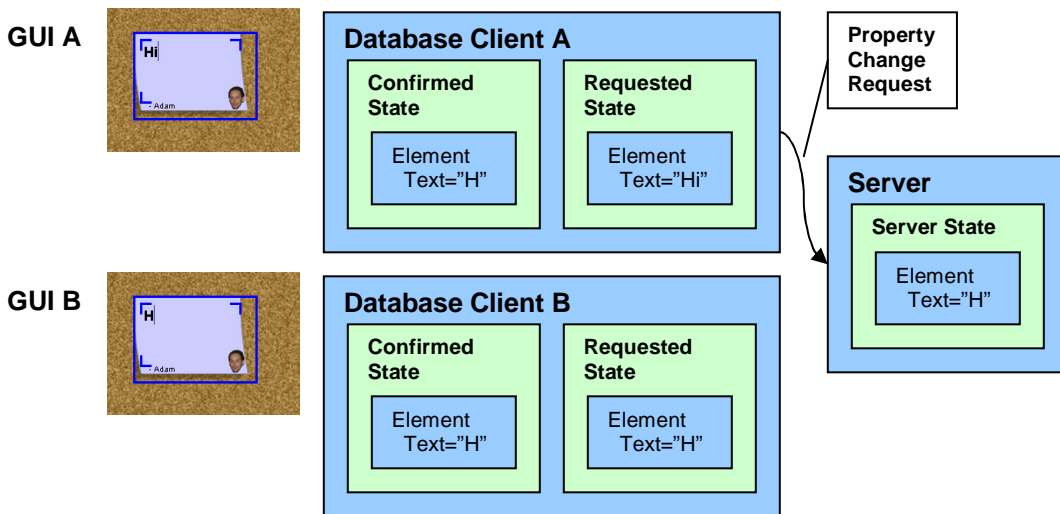 GUI A
Hi
- Adam
Database Client A
Confirmed
State
Element
Text="H"
Requested
State
Element
Text="Hi"
Property
Change
Request
Server
Server State
Element
Text="H"
GUI B
H
- Adam
Database Client B
Confirmed
State
Element
Text="H"
Requested
State
Element
Text="H"